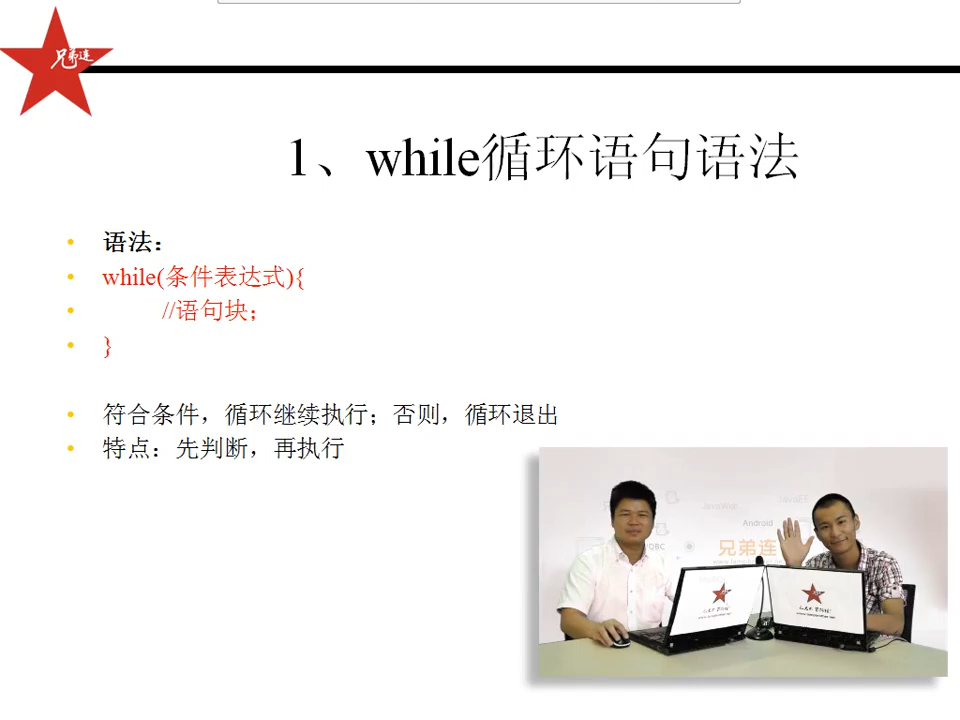 兄弟连
1、while循环语句语法
语法：
while(条件表达式){
//语句块；
}
符合条件，循环继续执行；否则，循环退出
特点：先判断，再执行
JavaWeb
JavaEE
Android
兄弟连